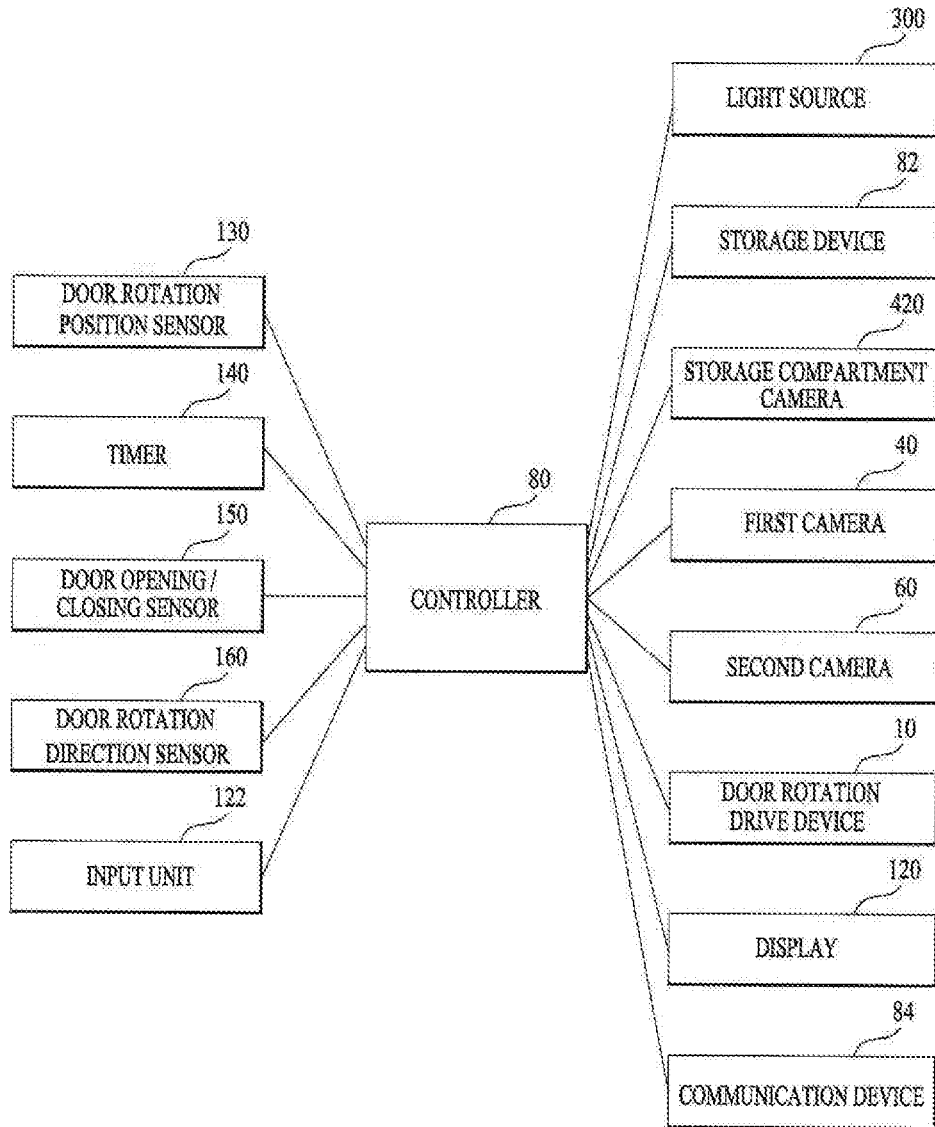 130
DOOR ROTATION
POSITION SENSOR
140
TIMER
150
DOOR OPENING /
CLOSING SENSOR
160
DOOR ROTATION
DIRECTION SENSOR
122
INPUT UNIT
80
CONTROLLER
300
LIGHT SOURCE
82
STORAGE DEVICE
420
STORAGE COMPARTMENT
CAMERA
40
FIRST CAMERA
60
SECOND CAMERA
10
DOOR ROTATION
DRIVE DEVICE
120
DISPLAY
84
COMMUNICATION DEVICE